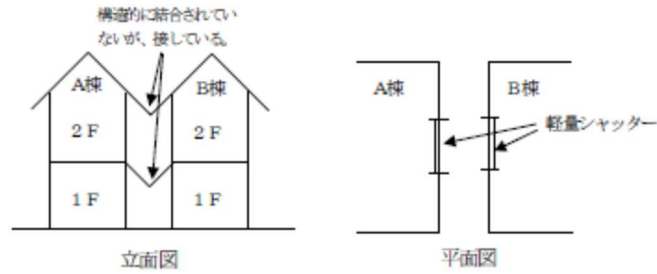 構造的に結合されてい
ないが、接している。
A棟
B棟
2F
2F
1F
1F
立面図
A棟
B棟
軽量シャッター
平面図